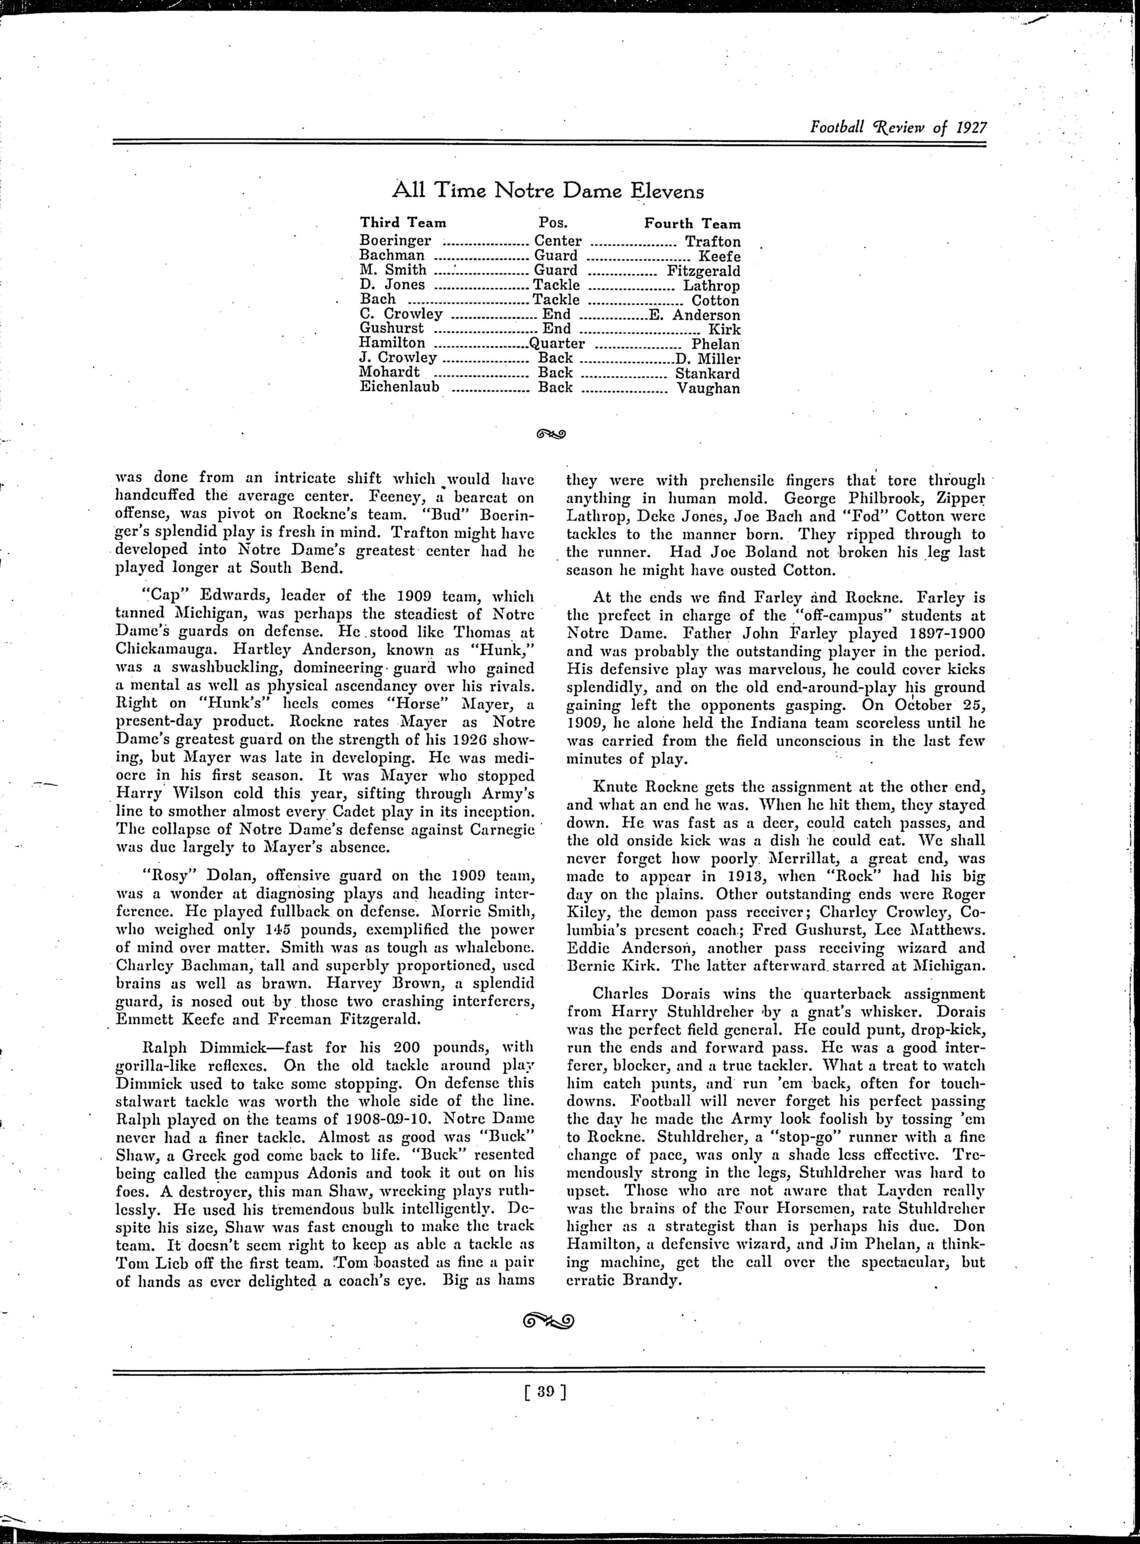 Football Review of 1927
All Time Notre Dame Elevens
Third Team Pos. Fourth Team
Boeringer .................... Center .................... Trafton
Bachman ...................... Guard ........................ Keefe
M. Smith ...................... Guard ................ Fitzgerald
D. Jones ...................... Tackle .................... Lathrop
Bach ............................ Tackle ...................... Cotton
C. Crowley .................... End ................E. Anderson
Gushurst ........................ End ............................ Kirk
Hamilton ......................Quarter .................... Phelan
J. Crowley .................... Back ......................D. Miller
Mohardt ...................... Back .................... Stankard
Eichenlaub .................. Back .................... Vaughan
was done from an intricate shift which would have
handcuffed the average center. Feeney, a bearcat on
offense, was pivot on Rockne's team. "Bud" Boerin-
ger's splendid play is fresh in mind. Trafton might have
developed into Notre Dame's greatest center had he
played longer at South Bend.
"Cap" Edwards, leader of the 1909 team, which
tanned Michigan, was perhaps the steadiest of Notre
Dame's guards on defense. He stood like Thomas at
Chickamauga. Hartley Anderson, known as "Hunk,"
was a swashbuckling, domineering guard who gained
a mental as well as physical ascendancy over his rivals.
Right on "Hunk's" heels comes "Horse" Mayer, a
present-day product. Rockne rates Mayer as Notre
Dame's greatest guard on the strength of his 1926 show-
ing, but Mayer was late in developing. He was medi-
ocre in his first season. It was Mayer who stopped
Harry Wilson cold this year, sifting through Army's
line to smother almost every Cadet play in its inception.
The collapse of Notre Dame's defense against Carnegie
was due largely to Mayer's absence.
"Rosy" Dolan, offensive guard on the 1909 team,
was a wonder at diagnosing plays and heading inter-
ference. He played fullback on defense. Morrie Smith,
who weighed only 145 pounds, exemplified the power
of mind over matter. Smith was as tough as whalebone.
Charley Bachman, tall and superbly proportioned, used
brains as well as brawn. Harvey Brown, a splendid
guard, is nosed out by those two crashing interferers,
Emmett Keefe and Freeman Fitzgerald.
Ralph Dimmick—fast for his 200 pounds, with
gorilla-like reflexes. On the old tackle around play
Dimmick used to take some stopping. On defense this
stalwart tackle was worth the whole side of the line.
Ralph played on the teams of 1908-09-10. Notre Dame
never had a finer tackle. Almost as good was "Buck"
Shaw, a Greek god come back to life. "Buck" resented
being called the campus Adonis and took it out on his
foes. A destroyer, this man Shaw, wrecking plays ruth-
lessly. He used his tremendous bulk intelligently. De-
spite his size, Shaw was fast enough to make the track
team. It doesn't seem right to keep as able a tackle as
Tom Lieb off the first team. Tom boasted as fine a pair
of hands as ever delighted a coach's eye. Big as hams
they were with prehensile fingers that tore through
anything in human mold. George Philbrook, Zipper
Lathrop, Deke Jones, Joe Bach and "Fod" Cotton were
tackles to the manner born. They ripped through to
the runner. Had Joe Boland not broken his leg last
season he might have ousted Cotton.
At the ends we find Farley and Rockne. Farley is
the prefect in charge of the "off-campus" students at
Notre Dame. Father John Farley played 1897-1900
and was probably the outstanding player in the period.
His defensive play was marvelous, he could cover kicks
splendidly, and on the old end-around-play his ground
gaining left the opponents gasping. On October 25,
1909, he alone held the Indiana team scoreless until he
was carried from the field unconscious in the last few
minutes of play.
Knute Rockne gets the assignment at the other end,
and what an end he was. When he hit them, they stayed
down. He was fast as a deer, could catch passes, and
the old onside kick was a dish he could eat. We shall
never forget how poorly Merrillat, a great end, was
made to appear in 1913, when "Rock" had his big
day on the plains. Other outstanding ends were Roger
Kiley, the demon pass receiver; Charley Crowley, Co-
lumbia's present coach; Fred Gushurst, Lee Matthews.
Eddie Anderson, another pass receiving wizard and
Bernie Kirk. The latter afterward starred at Michigan.
Charles Dorais wins the quarterback assignment
from Harry Stuhldreher by a gnat's whisker. Dorais
was the perfect field general. He could punt, drop-kick,
run the ends and forward pass. He was a good inter-
ferer, blocker, and a true tackler. What a treat to watch
him catch punts, and run 'em back, often for touch-
downs. Football will never forget his perfect passing
the day he made the Army look foolish by tossing 'em
to Rockne. Stuhldreher, a "stop-go" runner with a fine
change of pace, was only a shade less effective. Tre-
mendously strong in the legs, Stuhldreher was hard to
upset. Those who are not aware that Layden really
was the brains of the Four Horsemen, rate Stuhldreher
higher as a strategist than is perhaps his due. Don
Hamilton, a defensive wizard, and Jim Phelan, a think-
ing machine, get the call over the spectacular, but
erratic Brandy.
[ 39 ]